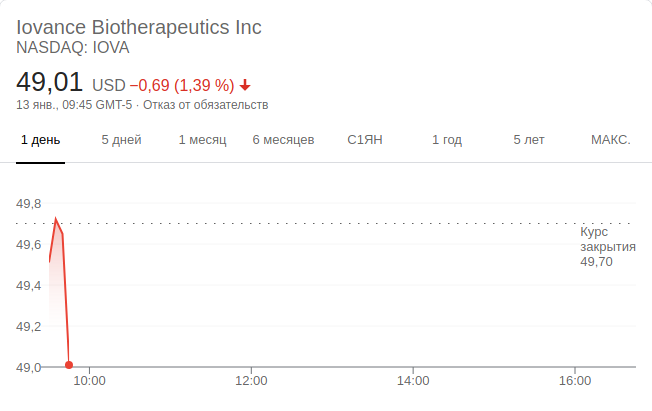 Iovance Biotherapeutics Inc
NASDAQ: IOVA
49,01 USD −0,69 (1,39 %)
13 янв., 09:45 GMT-5 · Отказ от обязательств
1 день 5 дней 1 месяц 6 месяцев С1ЯН 1 год 5 лет МАКС.
49,8
49,6
49,4
49,2
49,0
Курс
закрытия
49,70
10:00 12:00 14:00 16:00